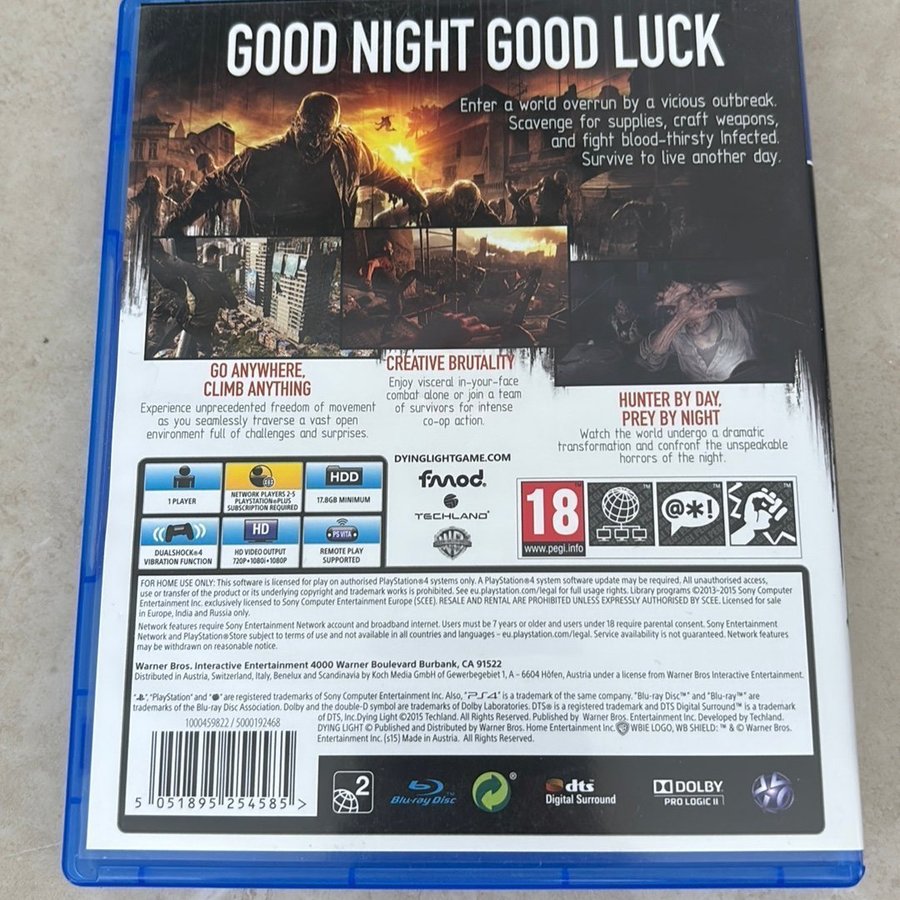 GOOD NIGHT GOOD LUCK
Enter a world overrun by a vicious outbreak.
Scavenge for supplies, craft weapons,
and fight blood-thirsty Infected.
Survive to live another day.
GO ANYWHERE,
CLIMB ANYTHING
Experience unprecedented freedom of movement
as you seamlessly traverse a vast open
environment full of challenges and surprises.
CREATIVE BRUTALITY
Enjoy visceral in-your-face
combat alone or join a team
of survivors for intense
co-op action.
HUNTER BY DAY,
PREY BY NIGHT
Watch the world undergo a dramatic
transformation and confront the unspeakable
horrors of the night.
1 PLAYER
NETWORK PLAYERS 2-5
PLAYSTATION®PLUS
SUBSCRIPTION REQUIRED
HDD
17.8GB MINIMUM
DUALSHOCK®4
VIBRATION FUNCTION
HD
HD VIDEO OUTPUT
720P•1080i•1080P
PS VITA
REMOTE PLAY
SUPPORTED
DYINGLIGHTGAME.COM
fmod.
TECHLAND
18
www.pegi.info
@*!
FOR HOME USE ONLY: This software is licensed for play on authorised PlayStation®4 systems only. A PlayStation®4 system software update may be required. All unauthorised access,
use or transfer of the product or its underlying copyright and trademark works is prohibited. See eu.playstation.com/legal for full usage rights. Library programs ©2013–2015 Sony Computer
Entertainment Inc. exclusively licensed to Sony Computer Entertainment Europe (SCEE). RESALE AND RENTAL ARE PROHIBITED UNLESS EXPRESSLY AUTHORISED BY SCEE. Licensed for sale
in Europe, India and Russia only.
Network features require Sony Entertainment Network account and broadband internet. Users must be 7 years or older and users under 18 require parental consent. Sony Entertainment
Network and PlayStation®Store subject to terms of use and not available in all countries and languages – eu.playstation.com/legal. Service availability is not guaranteed. Network features
may be withdrawn on reasonable notice.
Warner Bros. Interactive Entertainment 4000 Warner Boulevard Burbank, CA 91522
Distributed in Austria, Switzerland, Italy, Benelux and Scandinavia by Koch Media GmbH of Gewerbegebiet 1, A – 6604 Höfen, Austria under a license from Warner Bros Interactive Entertainment.
"PlayStation" and are registered trademarks of Sony Computer Entertainment Inc. Also, "PS4" is a trademark of the same company. "Blu-ray Disc™" and "Blu-ray™" are
trademarks of the Blu-ray Disc Association. Dolby and the double-D symbol are trademarks of Dolby Laboratories. DTS® is a registered trademark and DTS Digital Surround™ is a trademark
of DTS, Inc.Dying Light ©2015 Techland. All Rights Reserved. Published by Warner Bros. Entertainment Inc. Developed by Techland.
DYING LIGHT © Published and Distributed by Warner Bros. Home Entertainment Inc. WBIE LOGO, WB SHIELD: ™ & © Warner Bros.
Entertainment Inc. (s15) Made in Austria. All Rights Reserved.
1000459822 / 5000192468
5 051895 254585 >
2
Blu-ray Disc
®
dts
Digital Surround
DOLBY
PRO LOGIC II